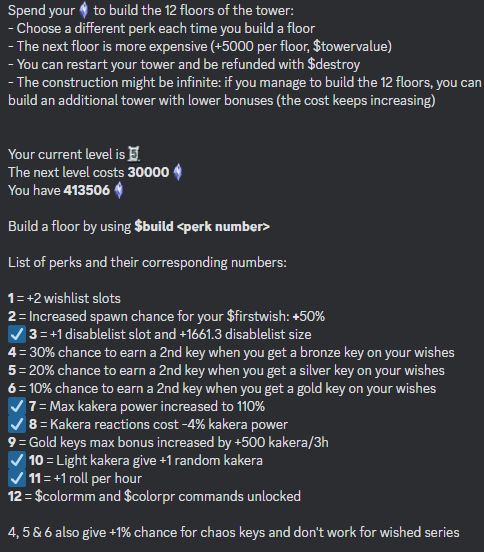 Spend your to build the 12 floors of the tower:
- Choose a different perk each time you build a floor
- The next floor is more expensive (+5000 per floor, $towervalue)
- You can restart your tower and be refunded with $destroy
- The construction might be infinite: if you manage to build the 12 floors, you can
build an additional tower with lower bonuses (the cost keeps increasing)
Your current level is 5
The next level costs 30000
You have 413506
Build a floor by using $build <perk number>
List of perks and their corresponding numbers:
1 = +2 wishlist slots
2 = Increased spawn chance for your $firstwish: +50%
3 = +1 disablelist slot and +1661.3 disablelist size
4 = 30% chance to earn a 2nd key when you get a bronze key on your wishes
5 = 20% chance to earn a 2nd key when you get a silver key on your wishes
6 = 10% chance to earn a 2nd key when you get a gold key on your wishes
7 = Max kakera power increased to 110%
8 = Kakera reactions cost -4% kakera power
9 = Gold keys max bonus increased by +500 kakera/3h
10 = Light kakera give +1 random kakera
11 = +1 roll per hour
12 = $colormm and $colorpr commands unlocked
4, 5 & 6 also give +1% chance for chaos keys and don't work for wished series